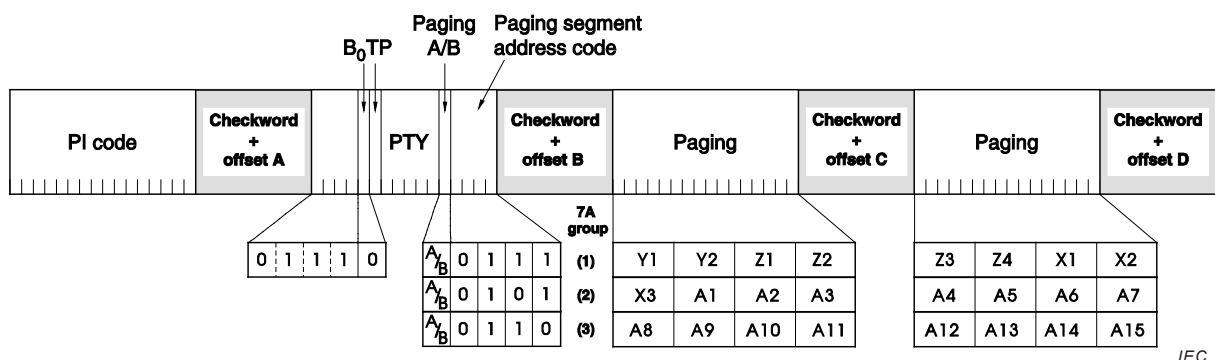 Paging Paging segment
B0TP A/B address code
PI code
Checkword
+
offset A
PTY
Checkword
+
offset B
Paging
Checkword
+
offset C
Paging
Checkword
+
offset D
7A
group
0 1 1 1 0 A/B 0 1 1 1 (1) Y1 Y2 Z1 Z2 Z3 Z4 X1 X2
A/B 0 1 0 1 (2) X3 A1 A2 A3 A4 A5 A6 A7
A/B 0 1 1 0 (3) A8 A9 A10 A11 A12 A13 A14 A15
IEC